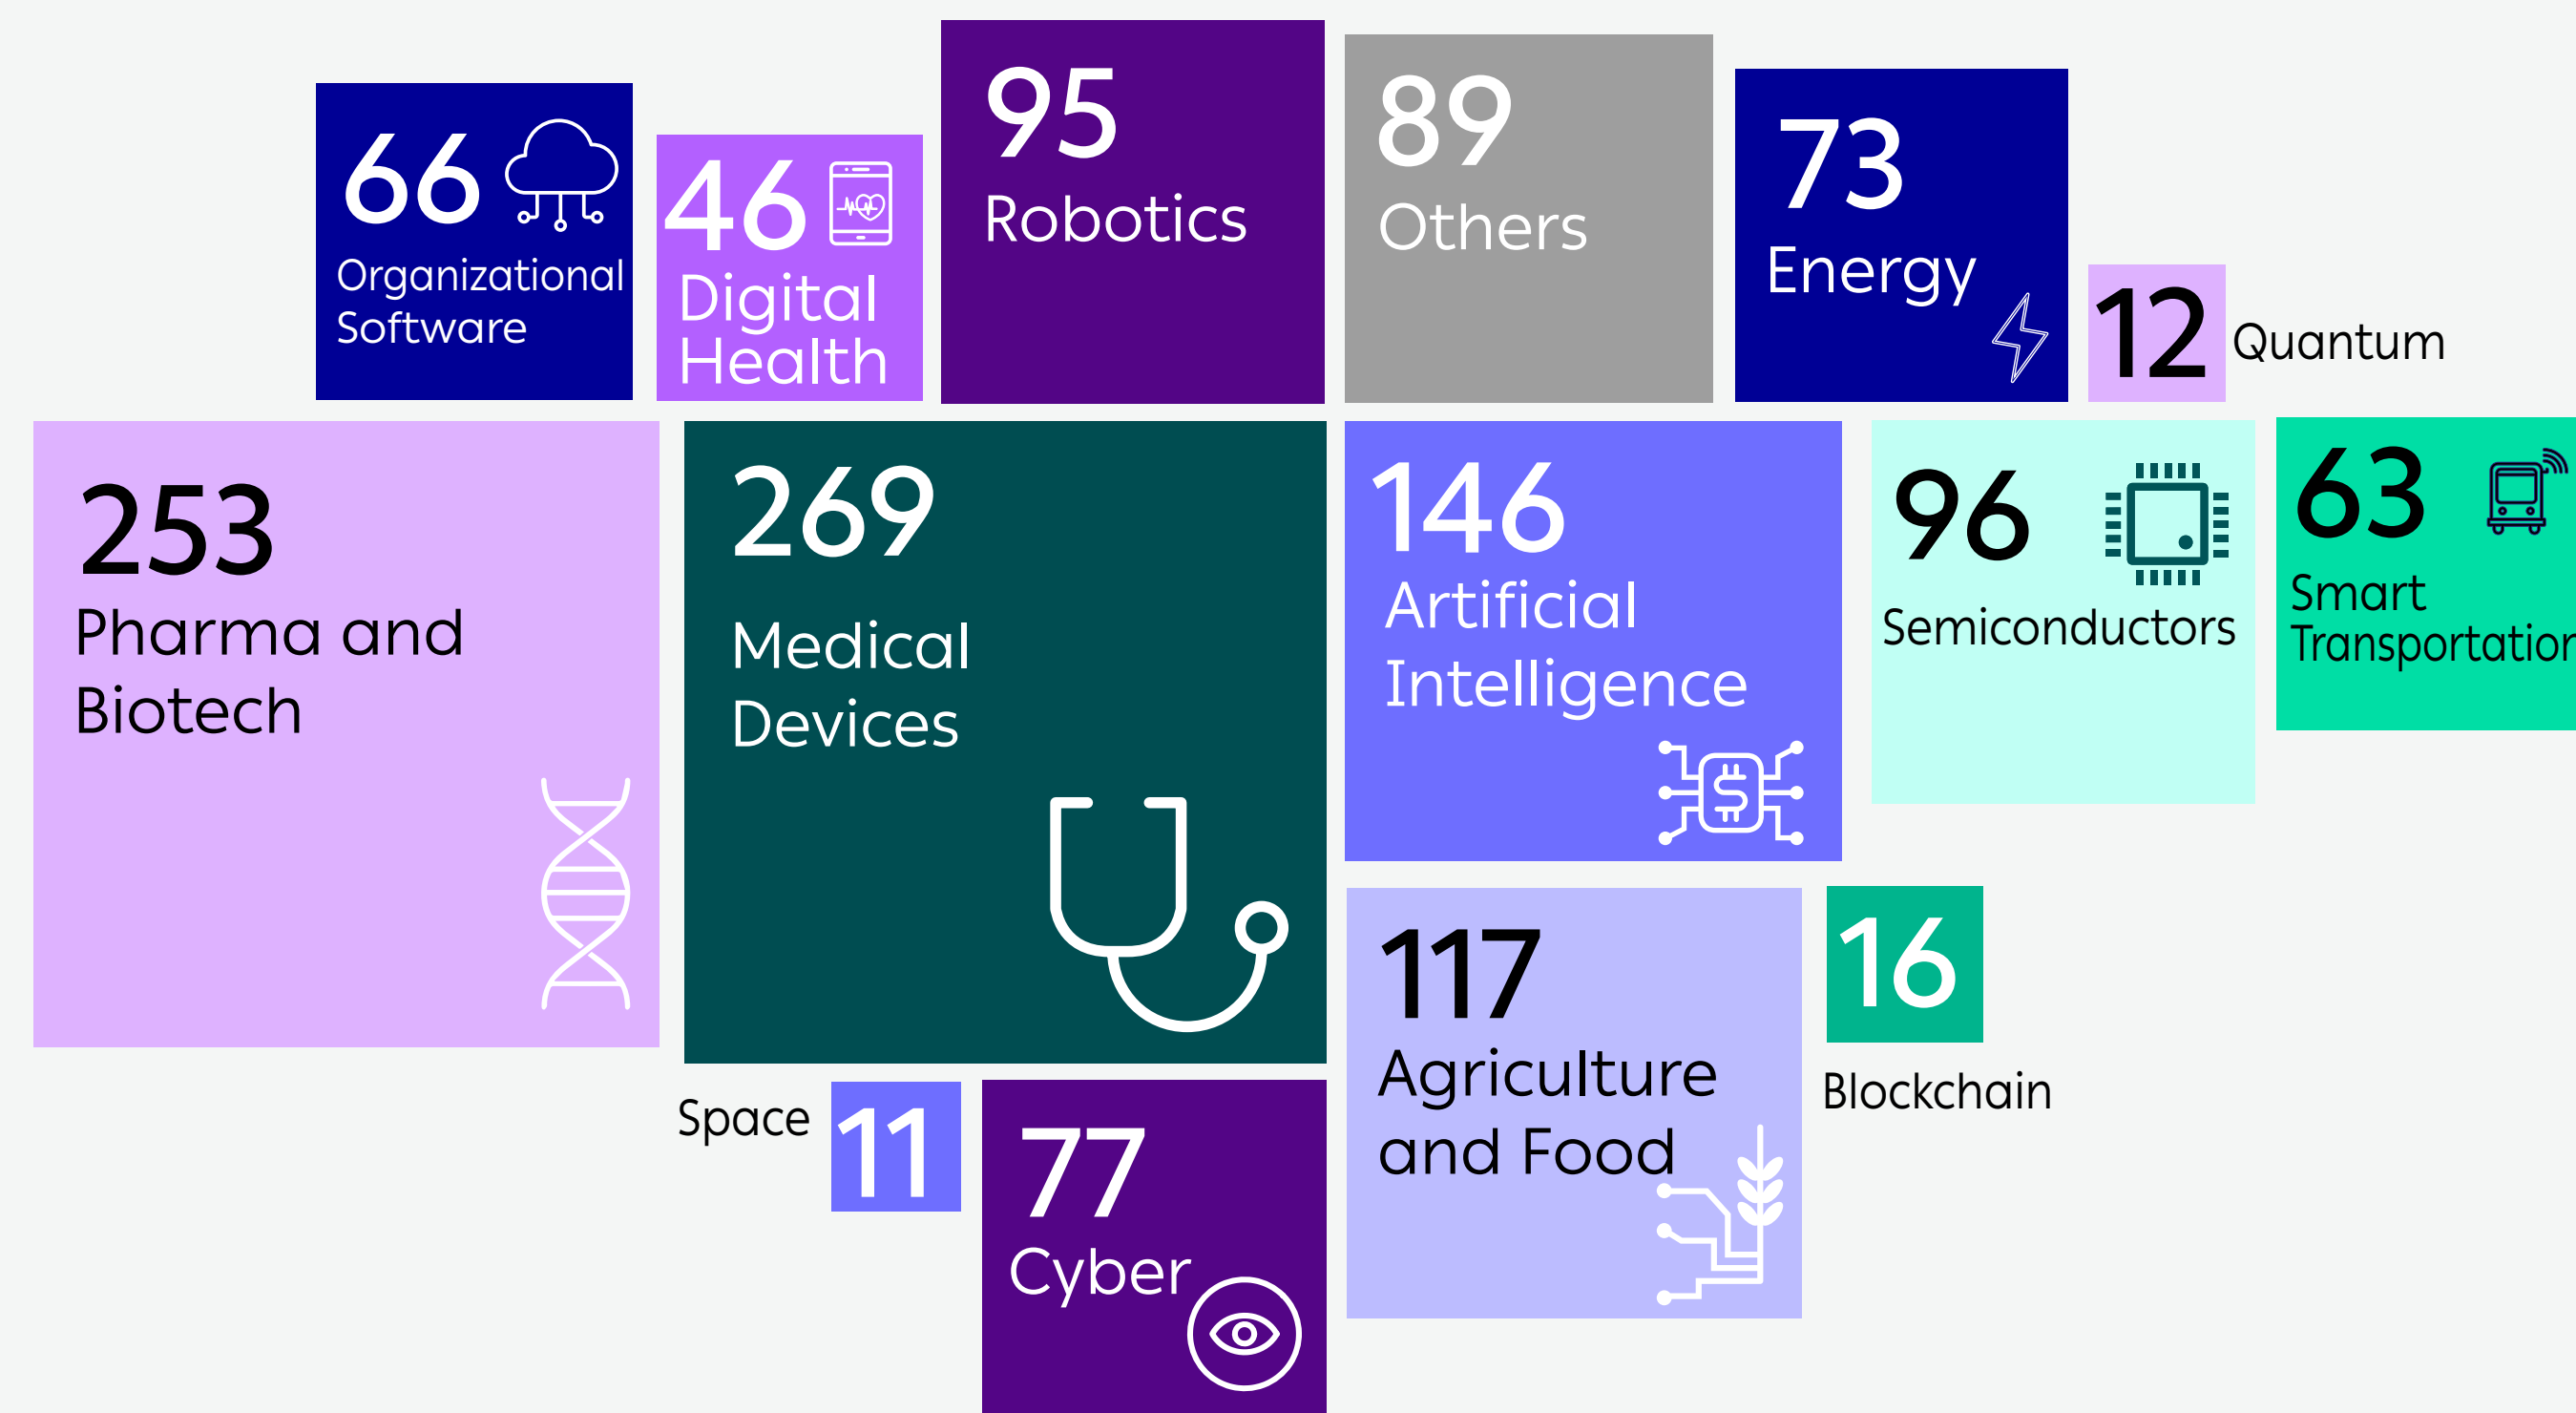 66
Organizational
Software
46
Digital
Health
95
Robotics
89
Others
73
Energy
12
Quantum
253
Pharma and
Biotech
269
Medical
Devices
146
Artificial
Intelligence
96
Semiconductors
63
Smart
Transportation
117
Agriculture
and Food
16
Blockchain
Space
11
77
Cyber